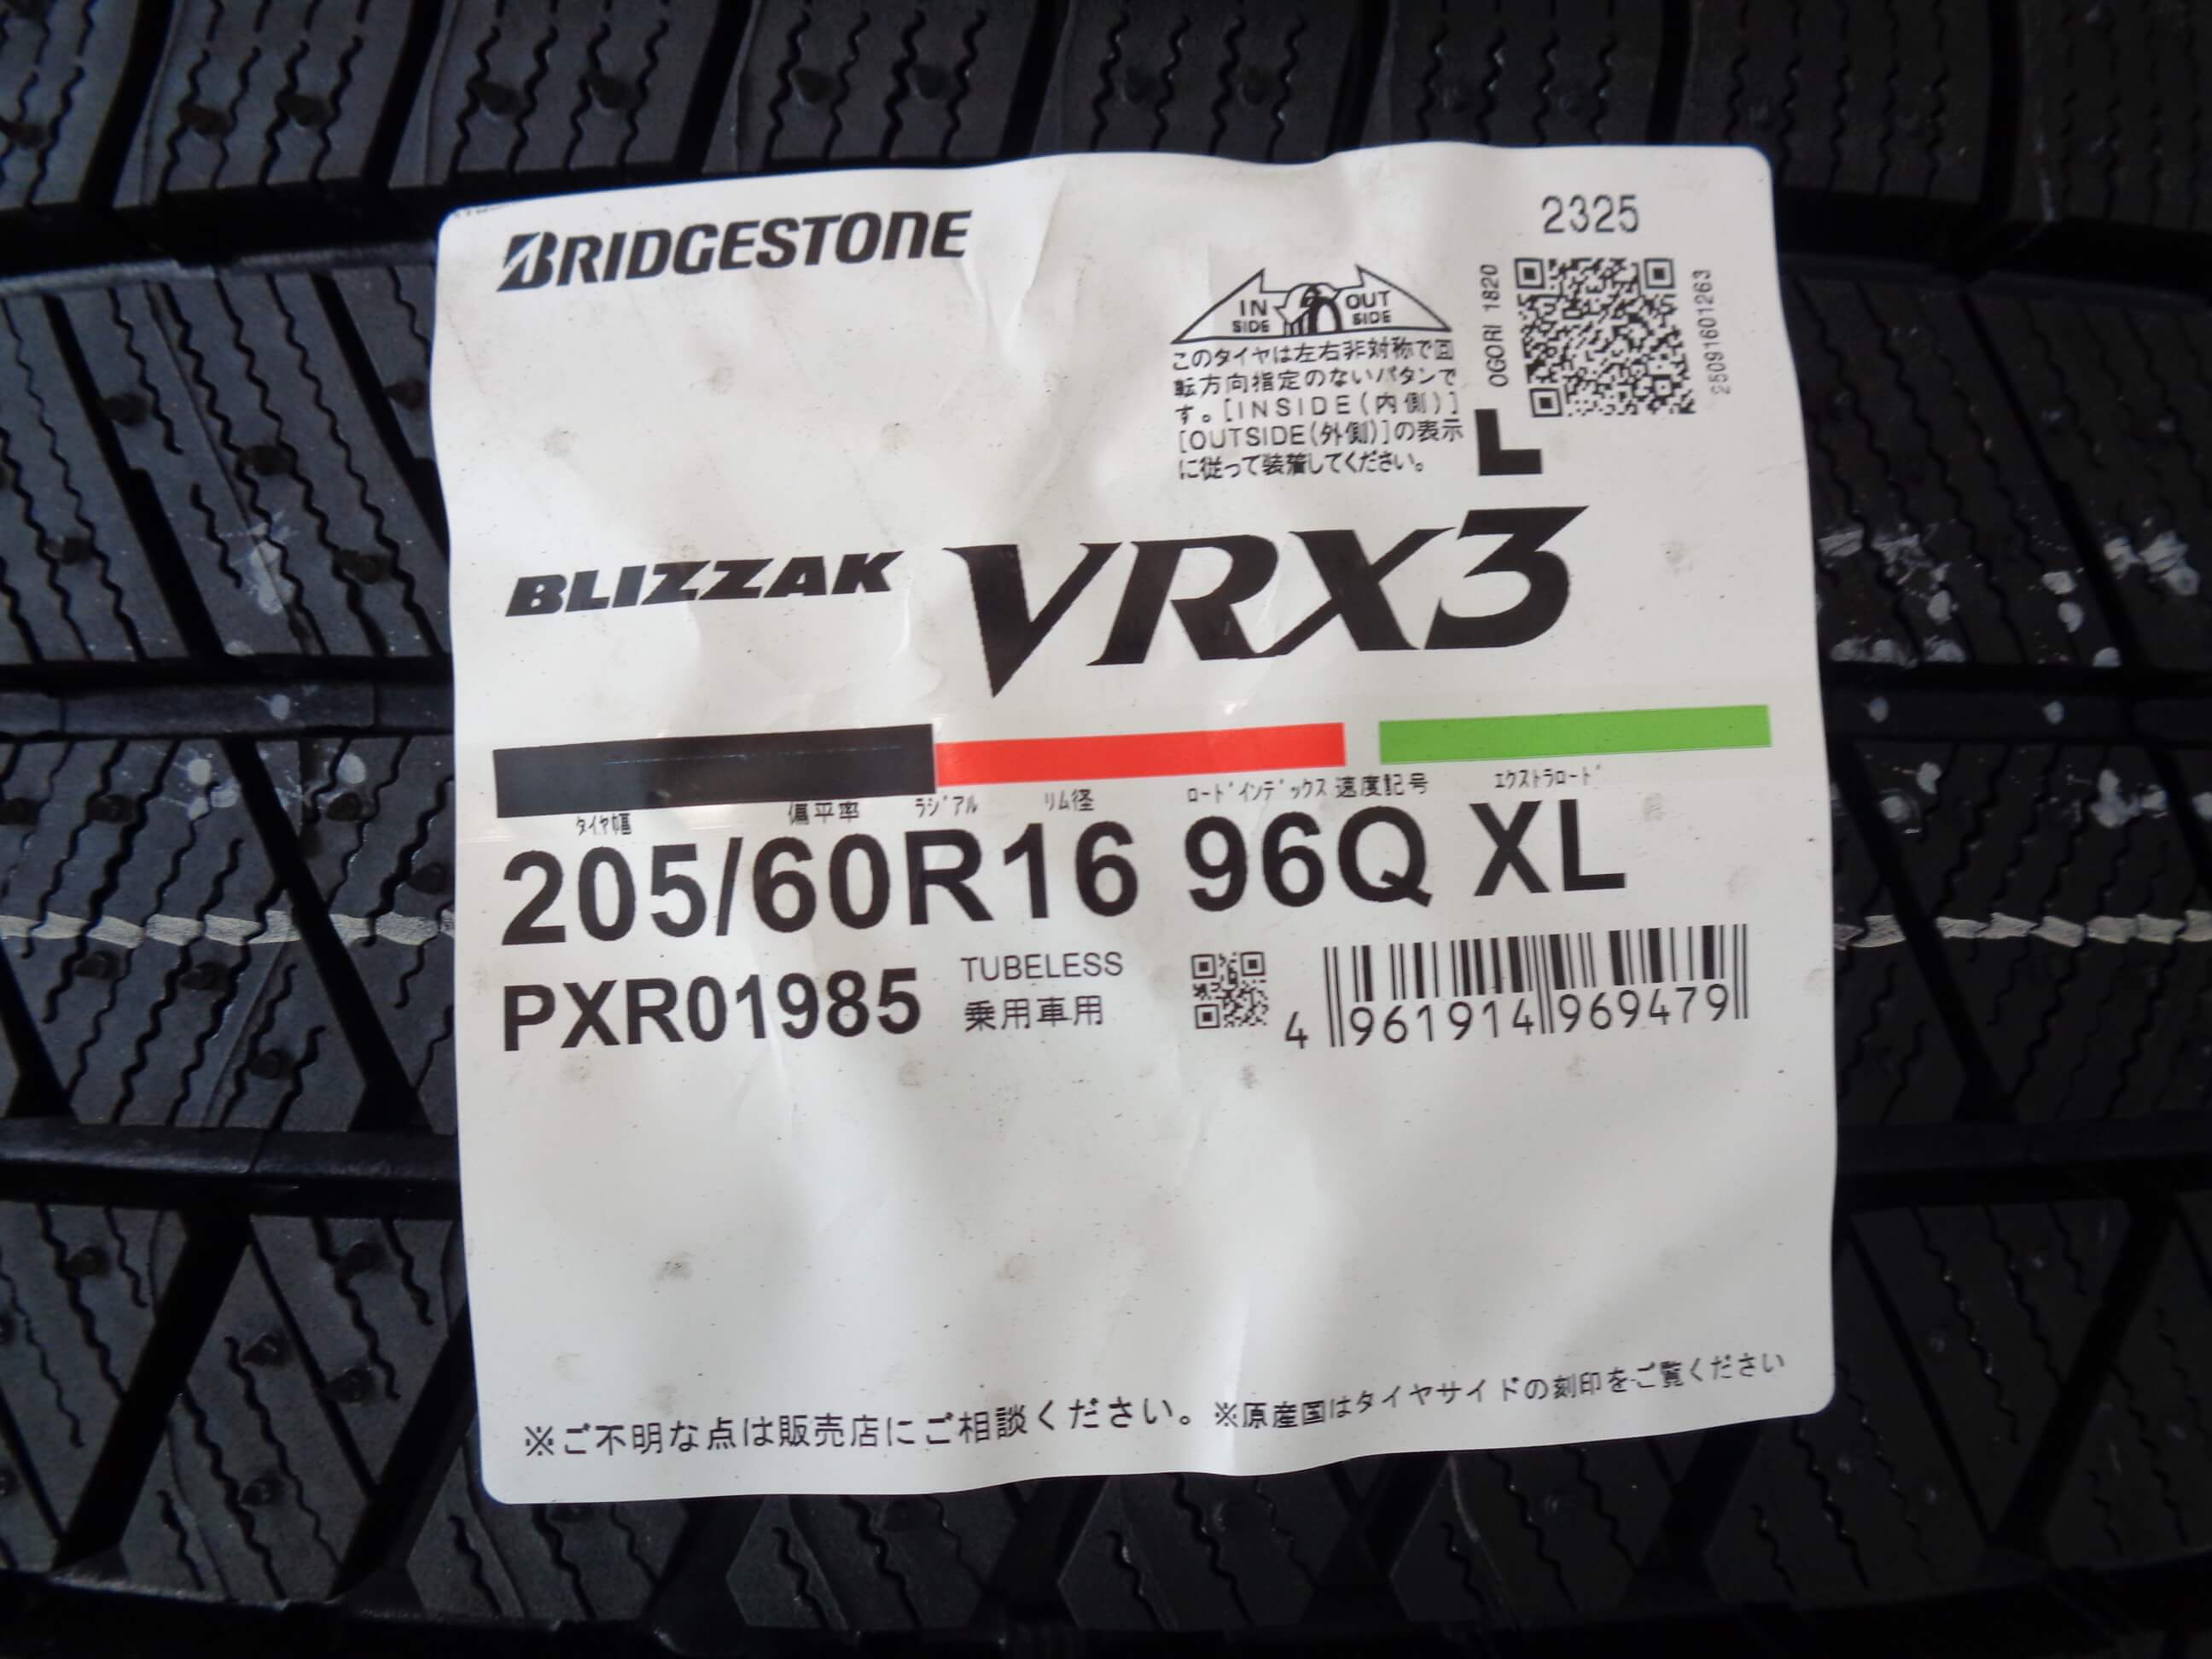 BRIDGESTONE
2325
IN SIDE OUT SIDE
OGORI 1820
250916012​63
このタイヤは左右非対称で回
転方向指定のないパタンで
す。[INSIDE(内側)]
[OUTSIDE(外側)]の表示
に従って装着してください。
L
BLIZZAK VRX3
タイヤ幅 偏平率 ラジアル リム径 ロードインデックス 速度記号 エクストラロード
205/60R16 96Q XL
PXR01985
TUBELESS
乗用車用
4 961914 969479
※ご不明な点は販売店にご相談ください。※原産国はタイヤサイドの刻印をご覧ください